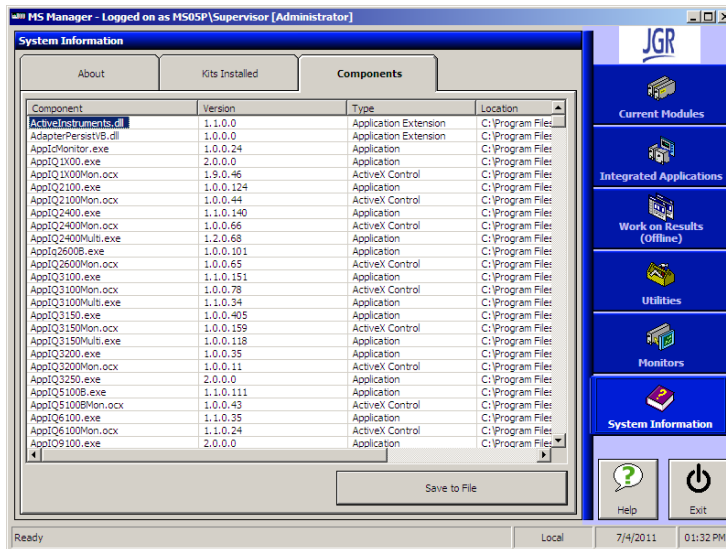 MS Manager - Logged on as MS05P\Supervisor [Administrator]
System Information
JGR
About Kits Installed Components
Component Version Type Location
ActiveInstruments.dll 1.1.0.0 Application Extension C:\Program Files
AdapterPersistVB.dll 1.0.0.0 Application Extension C:\Program Files
AppIcMonitor.exe 1.0.0.24 Application C:\Program Files
AppIQ1X00.exe 2.0.0.0 Application C:\Program Files
AppIQ1X00Mon.ocx 1.9.0.46 ActiveX Control C:\Program Files
AppIQ2100.exe 1.0.0.124 Application C:\Program Files
AppIQ2100Mon.ocx 1.0.0.44 ActiveX Control C:\Program Files
AppIQ2400.exe 1.1.0.140 Application C:\Program Files
AppIQ2400Mon.ocx 1.0.0.66 ActiveX Control C:\Program Files
AppIQ2400Multi.exe 1.2.0.68 Application C:\Program Files
AppIq2600B.exe 1.0.0.101 Application C:\Program Files
AppIQ2600Mon.ocx 1.0.0.65 ActiveX Control C:\Program Files
AppIQ3100.exe 1.1.0.151 Application C:\Program Files
AppIQ3100Mon.ocx 1.0.0.78 ActiveX Control C:\Program Files
AppIQ3100Multi.exe 1.1.0.34 Application C:\Program Files
AppIQ3150.exe 1.0.0.405 Application C:\Program Files
AppIQ3150Mon.ocx 1.0.0.159 ActiveX Control C:\Program Files
AppIQ3150Multi.exe 1.0.0.118 Application C:\Program Files
AppIQ3200.exe 1.0.0.35 Application C:\Program Files
AppIQ3200Mon.ocx 1.0.0.11 ActiveX Control C:\Program Files
AppIQ3250.exe 2.0.0.0 Application C:\Program Files
AppIQ5100B.exe 1.1.0.111 Application C:\Program Files
AppIQ5100BMon.ocx 1.0.0.43 ActiveX Control C:\Program Files
AppIQ6100.exe 1.1.0.35 Application C:\Program Files
AppIQ6100Mon.ocx 1.1.0.24 ActiveX Control C:\Program Files
AppIQ9100.exe 2.0.0.0 Application C:\Program Files
Save to File
Current Modules
Integrated Applications
Work on Results
(Offline)
Utilities
Monitors
System Information
Help Exit
Ready Local 7/4/2011 01:32 PM